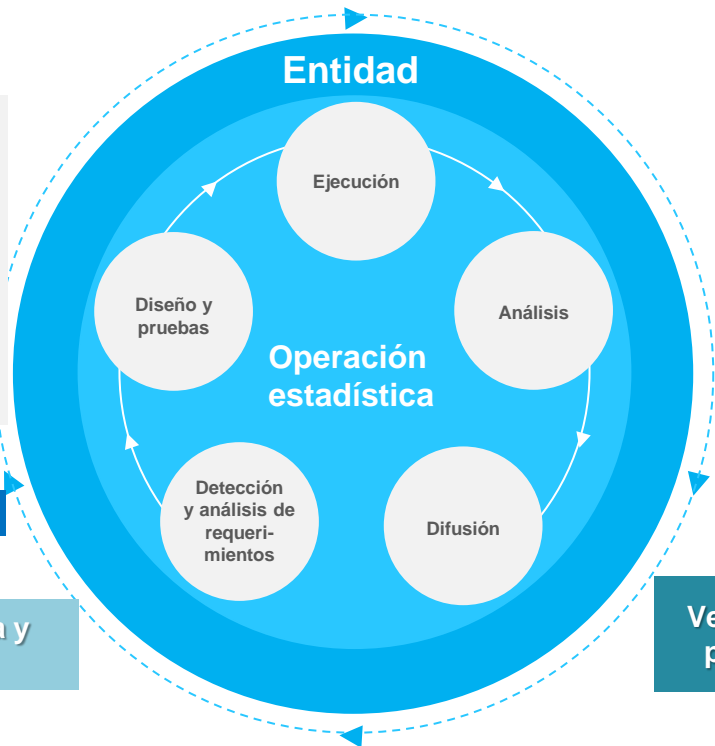 Entidad
Ejecución
Diseño y
pruebas
Análisis
Operación
estadística
Detección
y análisis de
requeri-
mientos
Difusión
y